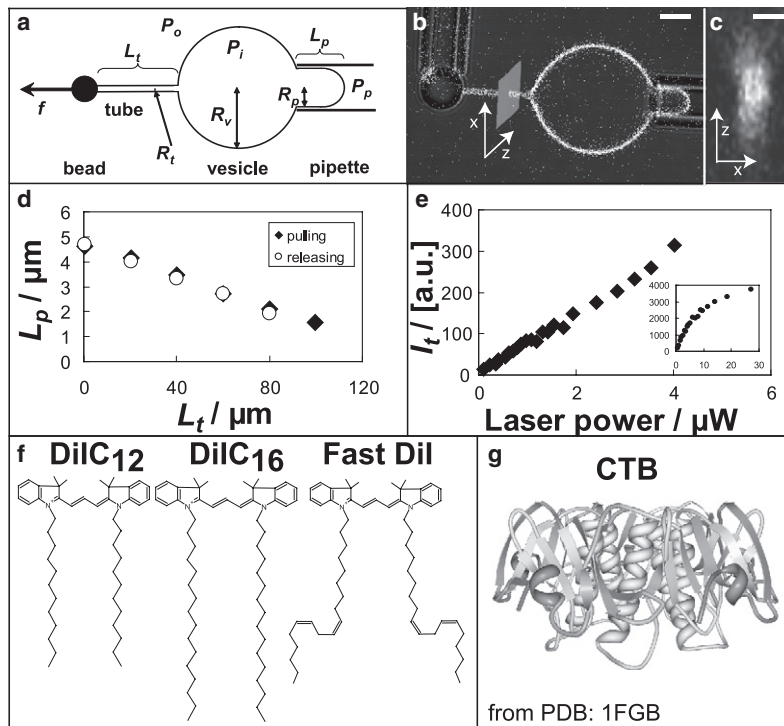 a
P_o
L_t
P_i
L_p
f
tube
R_t
R_v
R_p
P_p
bead
vesicle
pipette
b
x
z
c
z
x
d
L_p / µm
6
5
4
3
2
1
0
pulling
releasing
0
40
80
120
L_t / µm
e
I_t / [a.u.]
400
300
200
100
0
4000
3000
2000
1000
0
0
10
20
30
0
2
4
6
Laser power / µW
f
DiIC12
DiIC16
Fast DiI
N+
N
N+
N
N+
N
g
CTB
from PDB: 1FGB